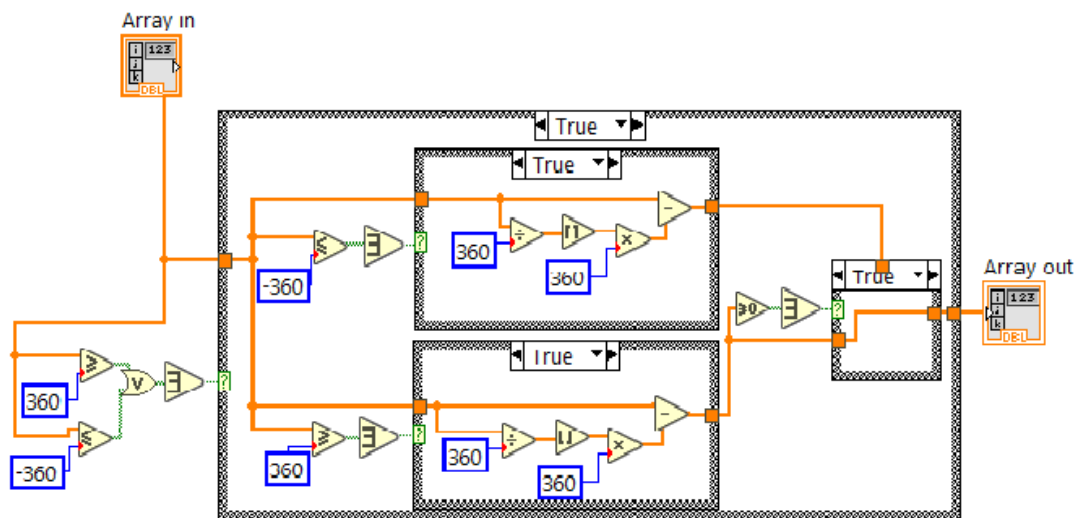 Array in
i 123
j
k
DBL
True
True
360
360
-360
≤
∃
?
÷
×
-
True
Array out
i 123
j
k
DBL
≥0
∃
?
≥
V
∃
?
360
≤
-360
True
≥
∃
?
360
360
÷
360
×
-